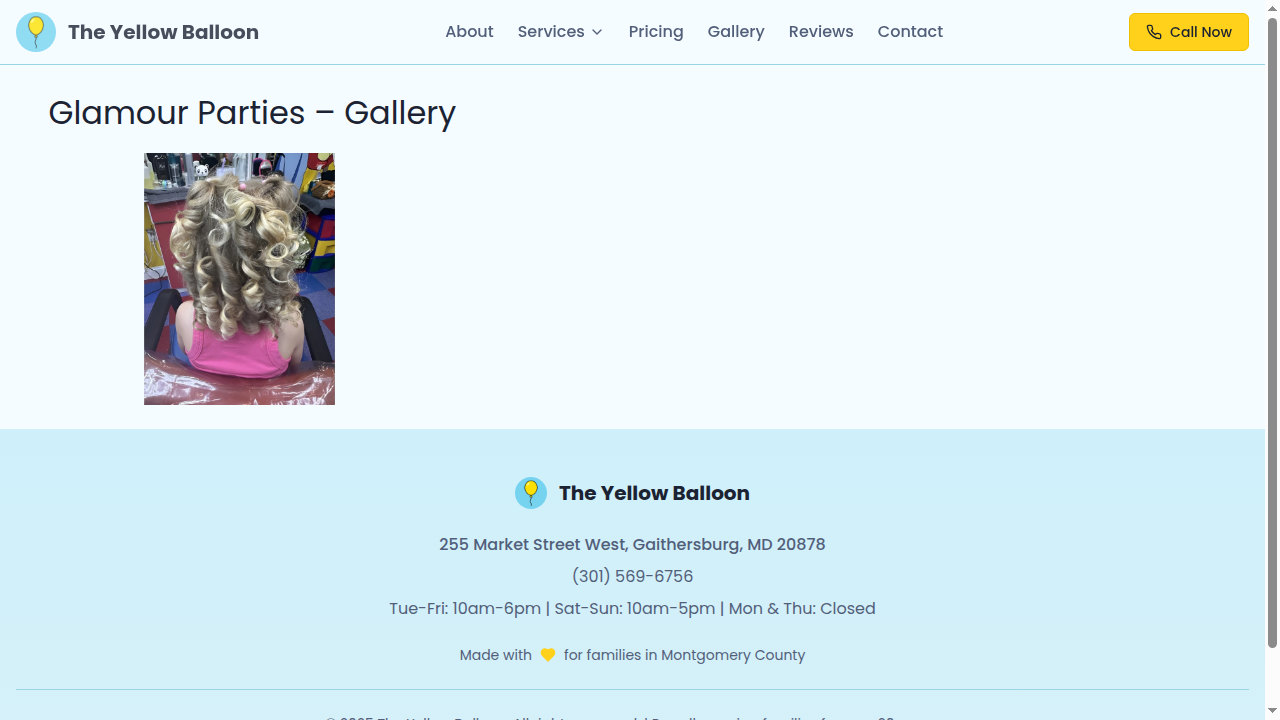 The Yellow Balloon
About
Services
Pricing
Gallery
Reviews
Contact
Call Now
Glamour Parties – Gallery
The Yellow Balloon
255 Market Street West, Gaithersburg, MD 20878
(301) 569-6756
Tue-Fri: 10am-6pm | Sat-Sun: 10am-5pm | Mon & Thu: Closed
Made with for families in Montgomery County